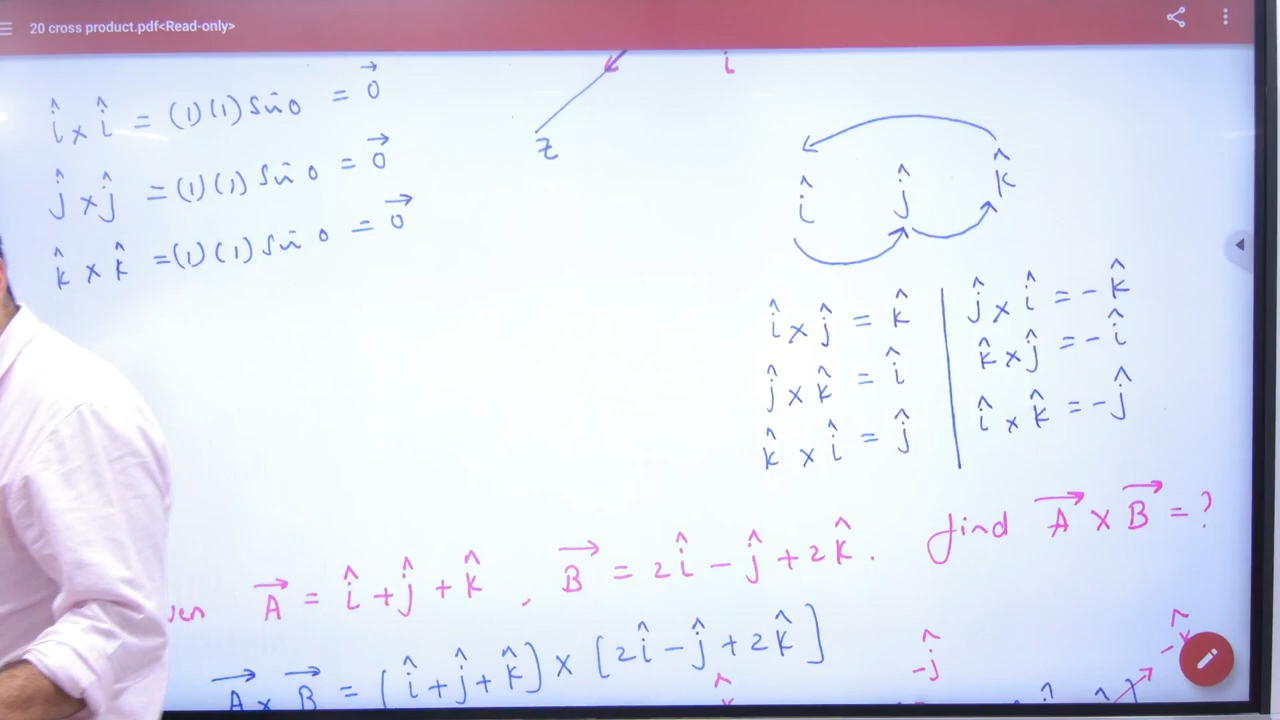 20 cross product.pdf<Read-only>
î × î = (1)(1) Sin 0 = 0⃗
ĵ × ĵ = (1)(1) Sin 0 = 0⃗
k̂ × k̂ = (1)(1) Sin 0 = 0⃗
z
i
î ĵ k̂
î × ĵ = k̂
ĵ × k̂ = î
k̂ × î = ĵ
ĵ × î = - k̂
k̂ × ĵ = - î
î × k̂ = - ĵ
A⃗ = î + ĵ + k̂ , B⃗ = 2î - ĵ + 2k̂ . find A⃗ × B⃗ = ?
A⃗ × B⃗ = (î + ĵ + k̂) × [2î - ĵ + 2k̂]
-ĵ